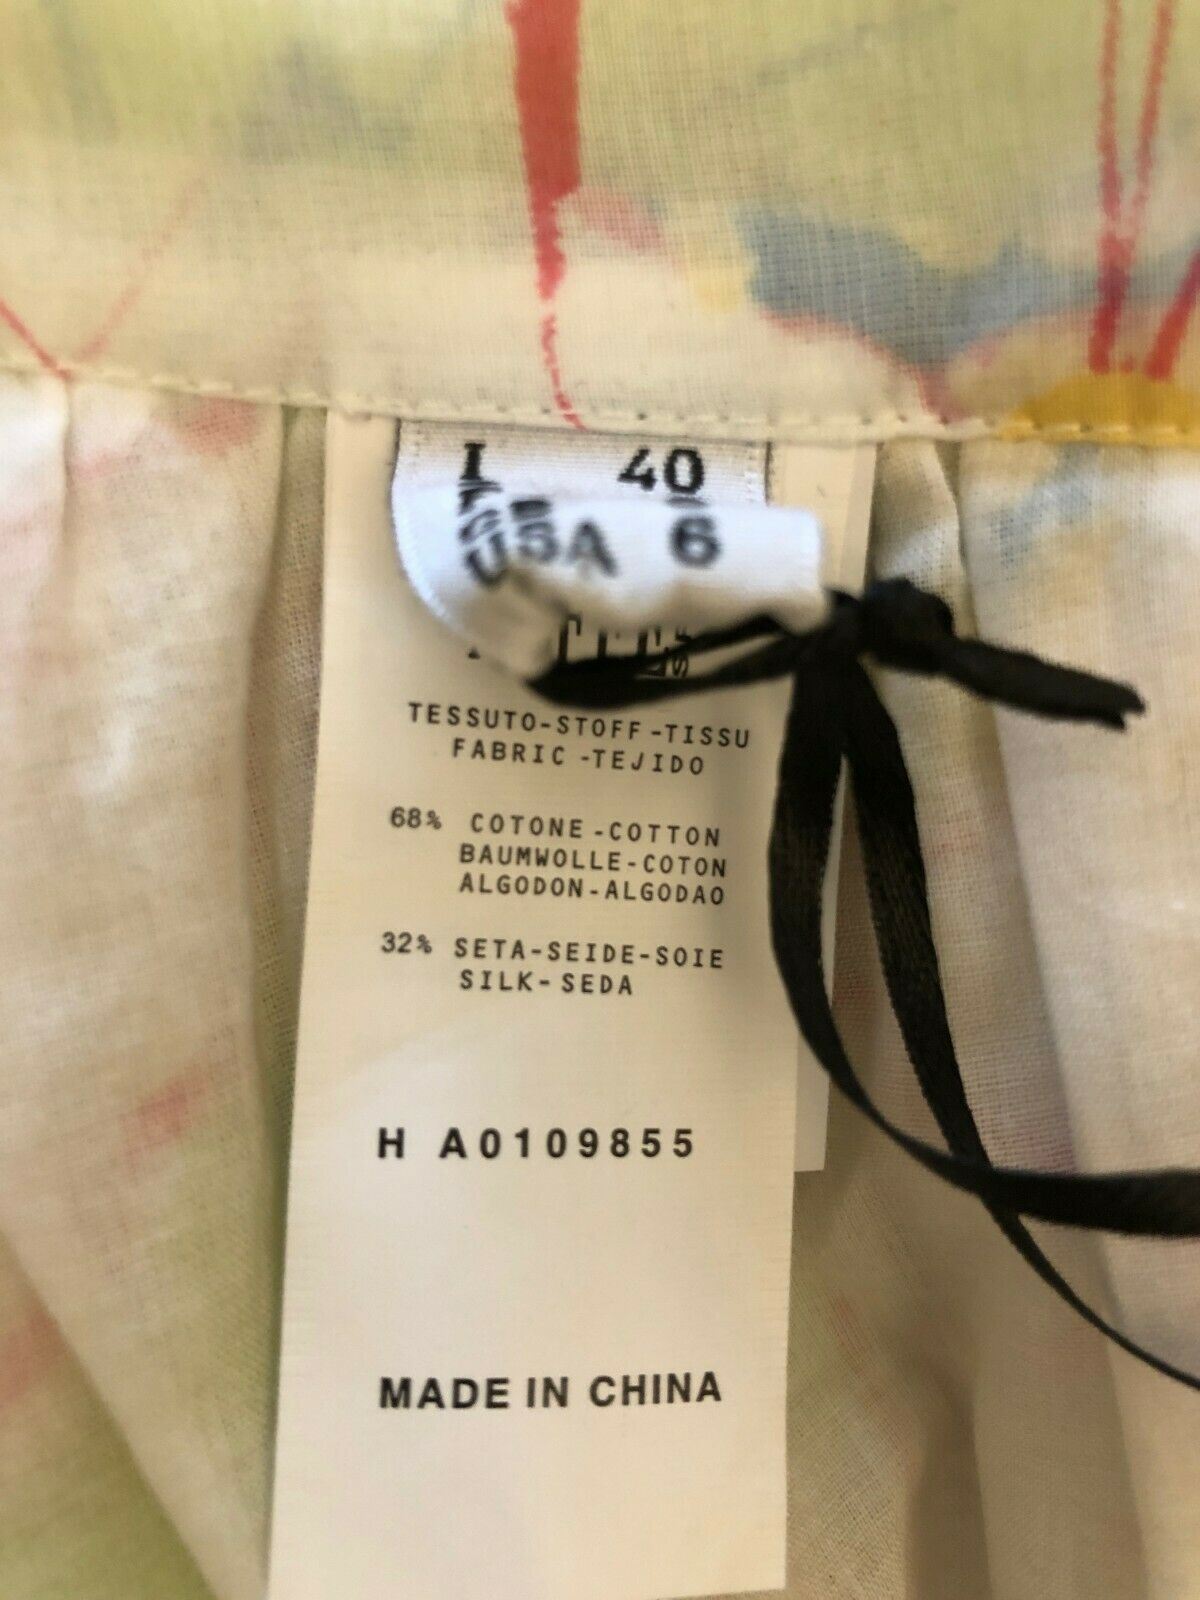 I 40
USA 6
TESSUTO-STOFF-TISSU
FABRIC-TEJIDO
68% COTONE-COTTON
BAUMWOLLE-COTON
ALGODON-ALGODAO
32% SETA-SEIDE-SOIE
SILK-SEDA
H A0109855
MADE IN CHINA